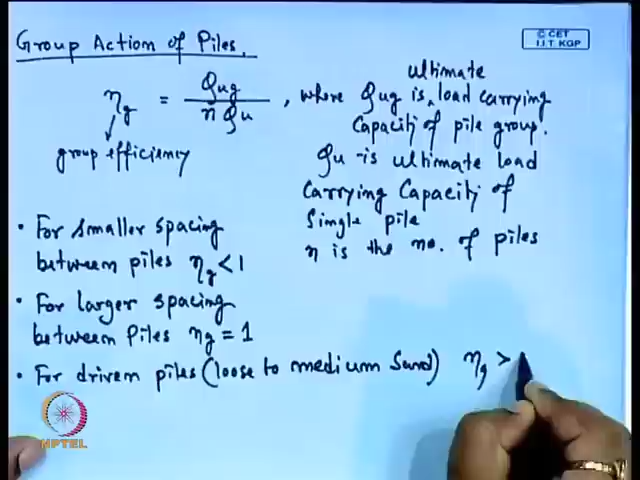 Group Action of Piles.
© CET
I.I.T. KGP
ηg = Qug / n Qu , where Qug is ultimate load carrying
capacity of pile group.
group efficiency
Qu is ultimate load
carrying capacity of
single pile
n is the no. of piles
• For smaller spacing
between piles ηg < 1
• For larger spacing
between Piles ηg = 1
• For driven piles (loose to medium sand) ηg >
NPTEL